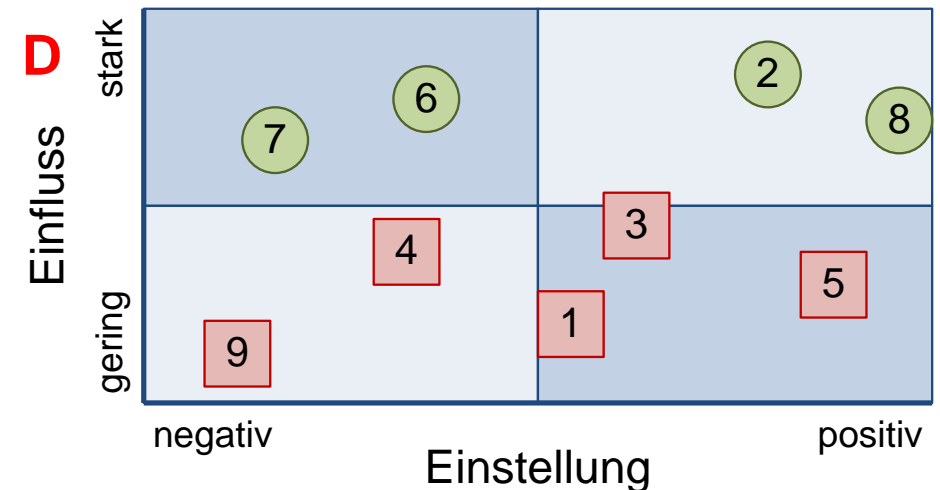 D
stark
Einfluss
gering
2
6
8
7
3
4
5
1
9
negativ
positiv
Einstellung